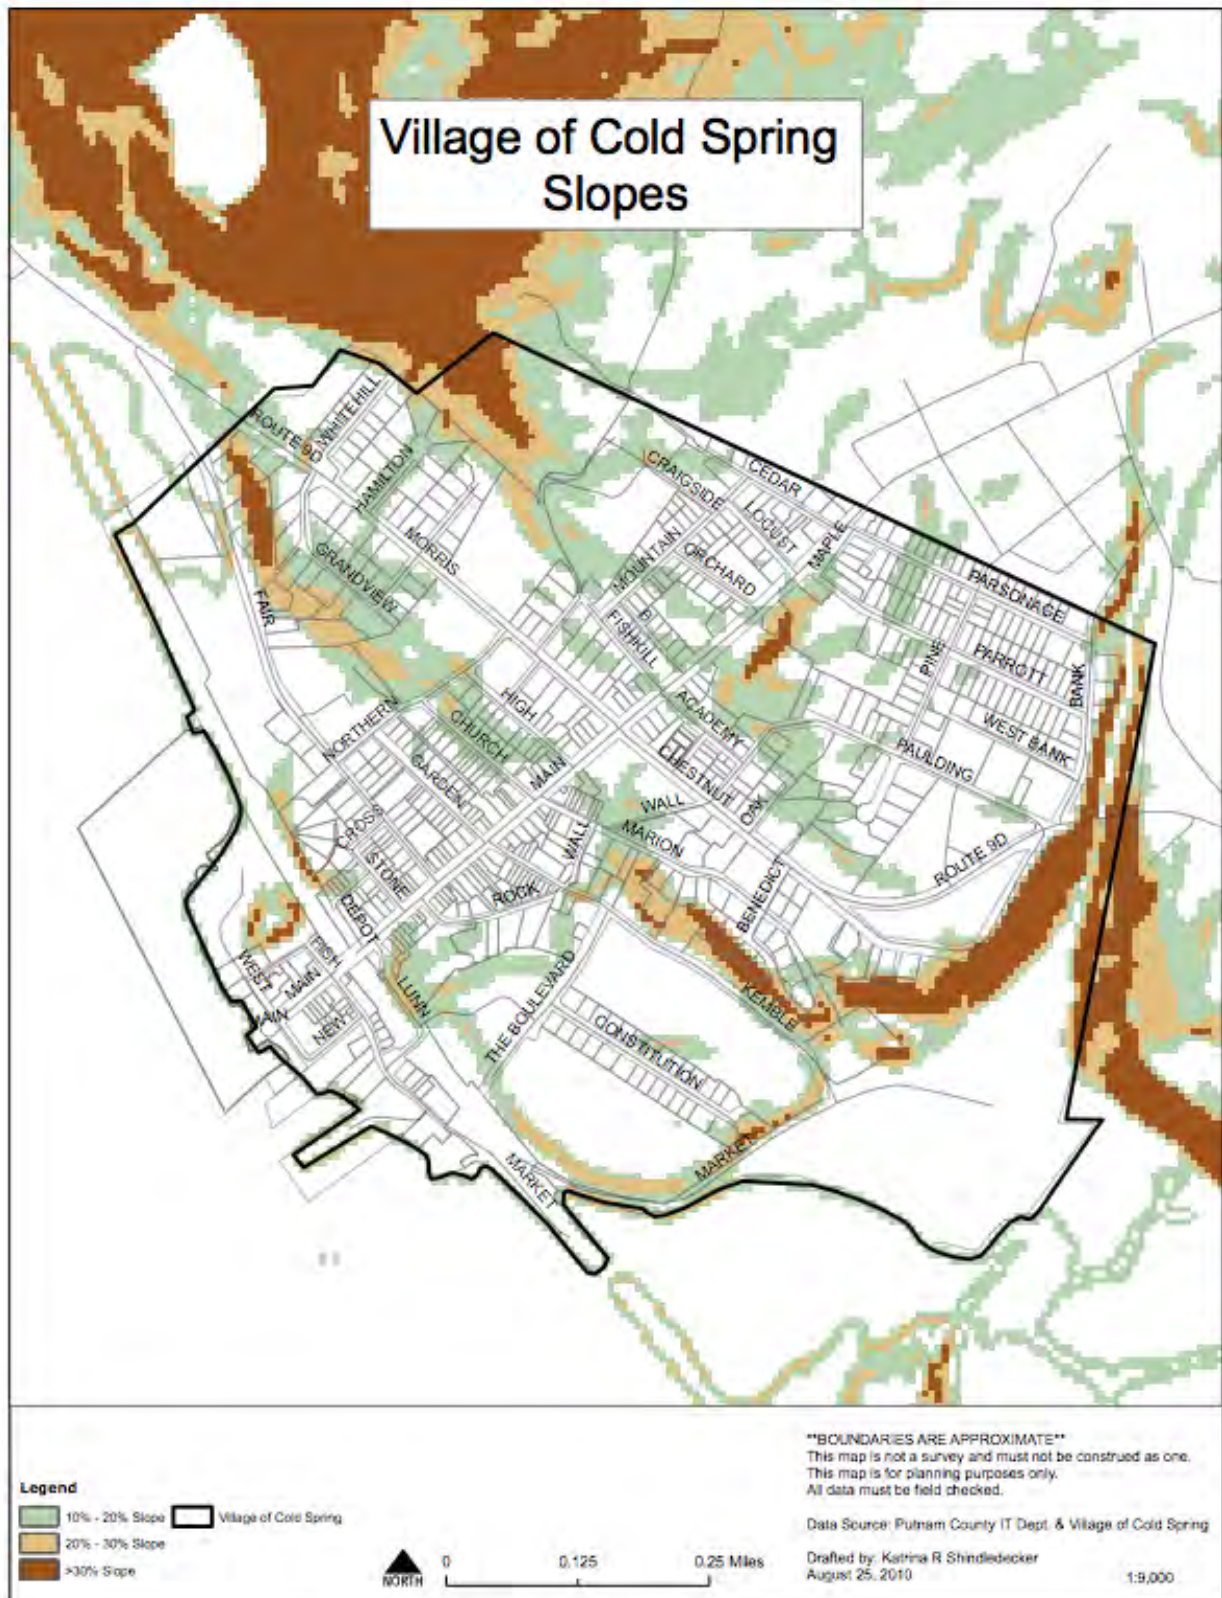 Village of Cold Spring
Slopes
ROUTE 9D
WHITEHILL
HAMILTON
MORRIS
GRANDVIEW
FAIR
CRAIGSIDE
CEDAR
LOCUST
MAPLE
MOUNTAIN
ORCHARD
B
FISHKILL
PARSONAGE
PINE
PARROTT
BANK
WEST BANK
ACADEMY
PAULDING
HIGH
NORTHERN
CHURCH
MAIN
CHESTNUT
GARDEN
WALL
OAK
CROSS
WALL
MARION
ROUTE 9D
STONE
ROCK
BENEDICT
DEPOT
FISH
WEST
MAIN
LUNN
MAIN
NEW
THE BOULEVARD
KEMBLE
CONSTITUTION
MARKET
MARKET
**BOUNDARIES ARE APPROXIMATE**
This map is not a survey and must not be construed as one.
This map is for planning purposes only.
All data must be field checked.
Data Source: Putnam County IT Dept. & Village of Cold Spring
Drafted by: Katrina R Shindledecker
August 25, 2010
1:9,000
Legend
10% - 20% Slope
Village of Cold Spring
20% - 30% Slope
>30% Slope
NORTH
0 0.125 0.25 Miles